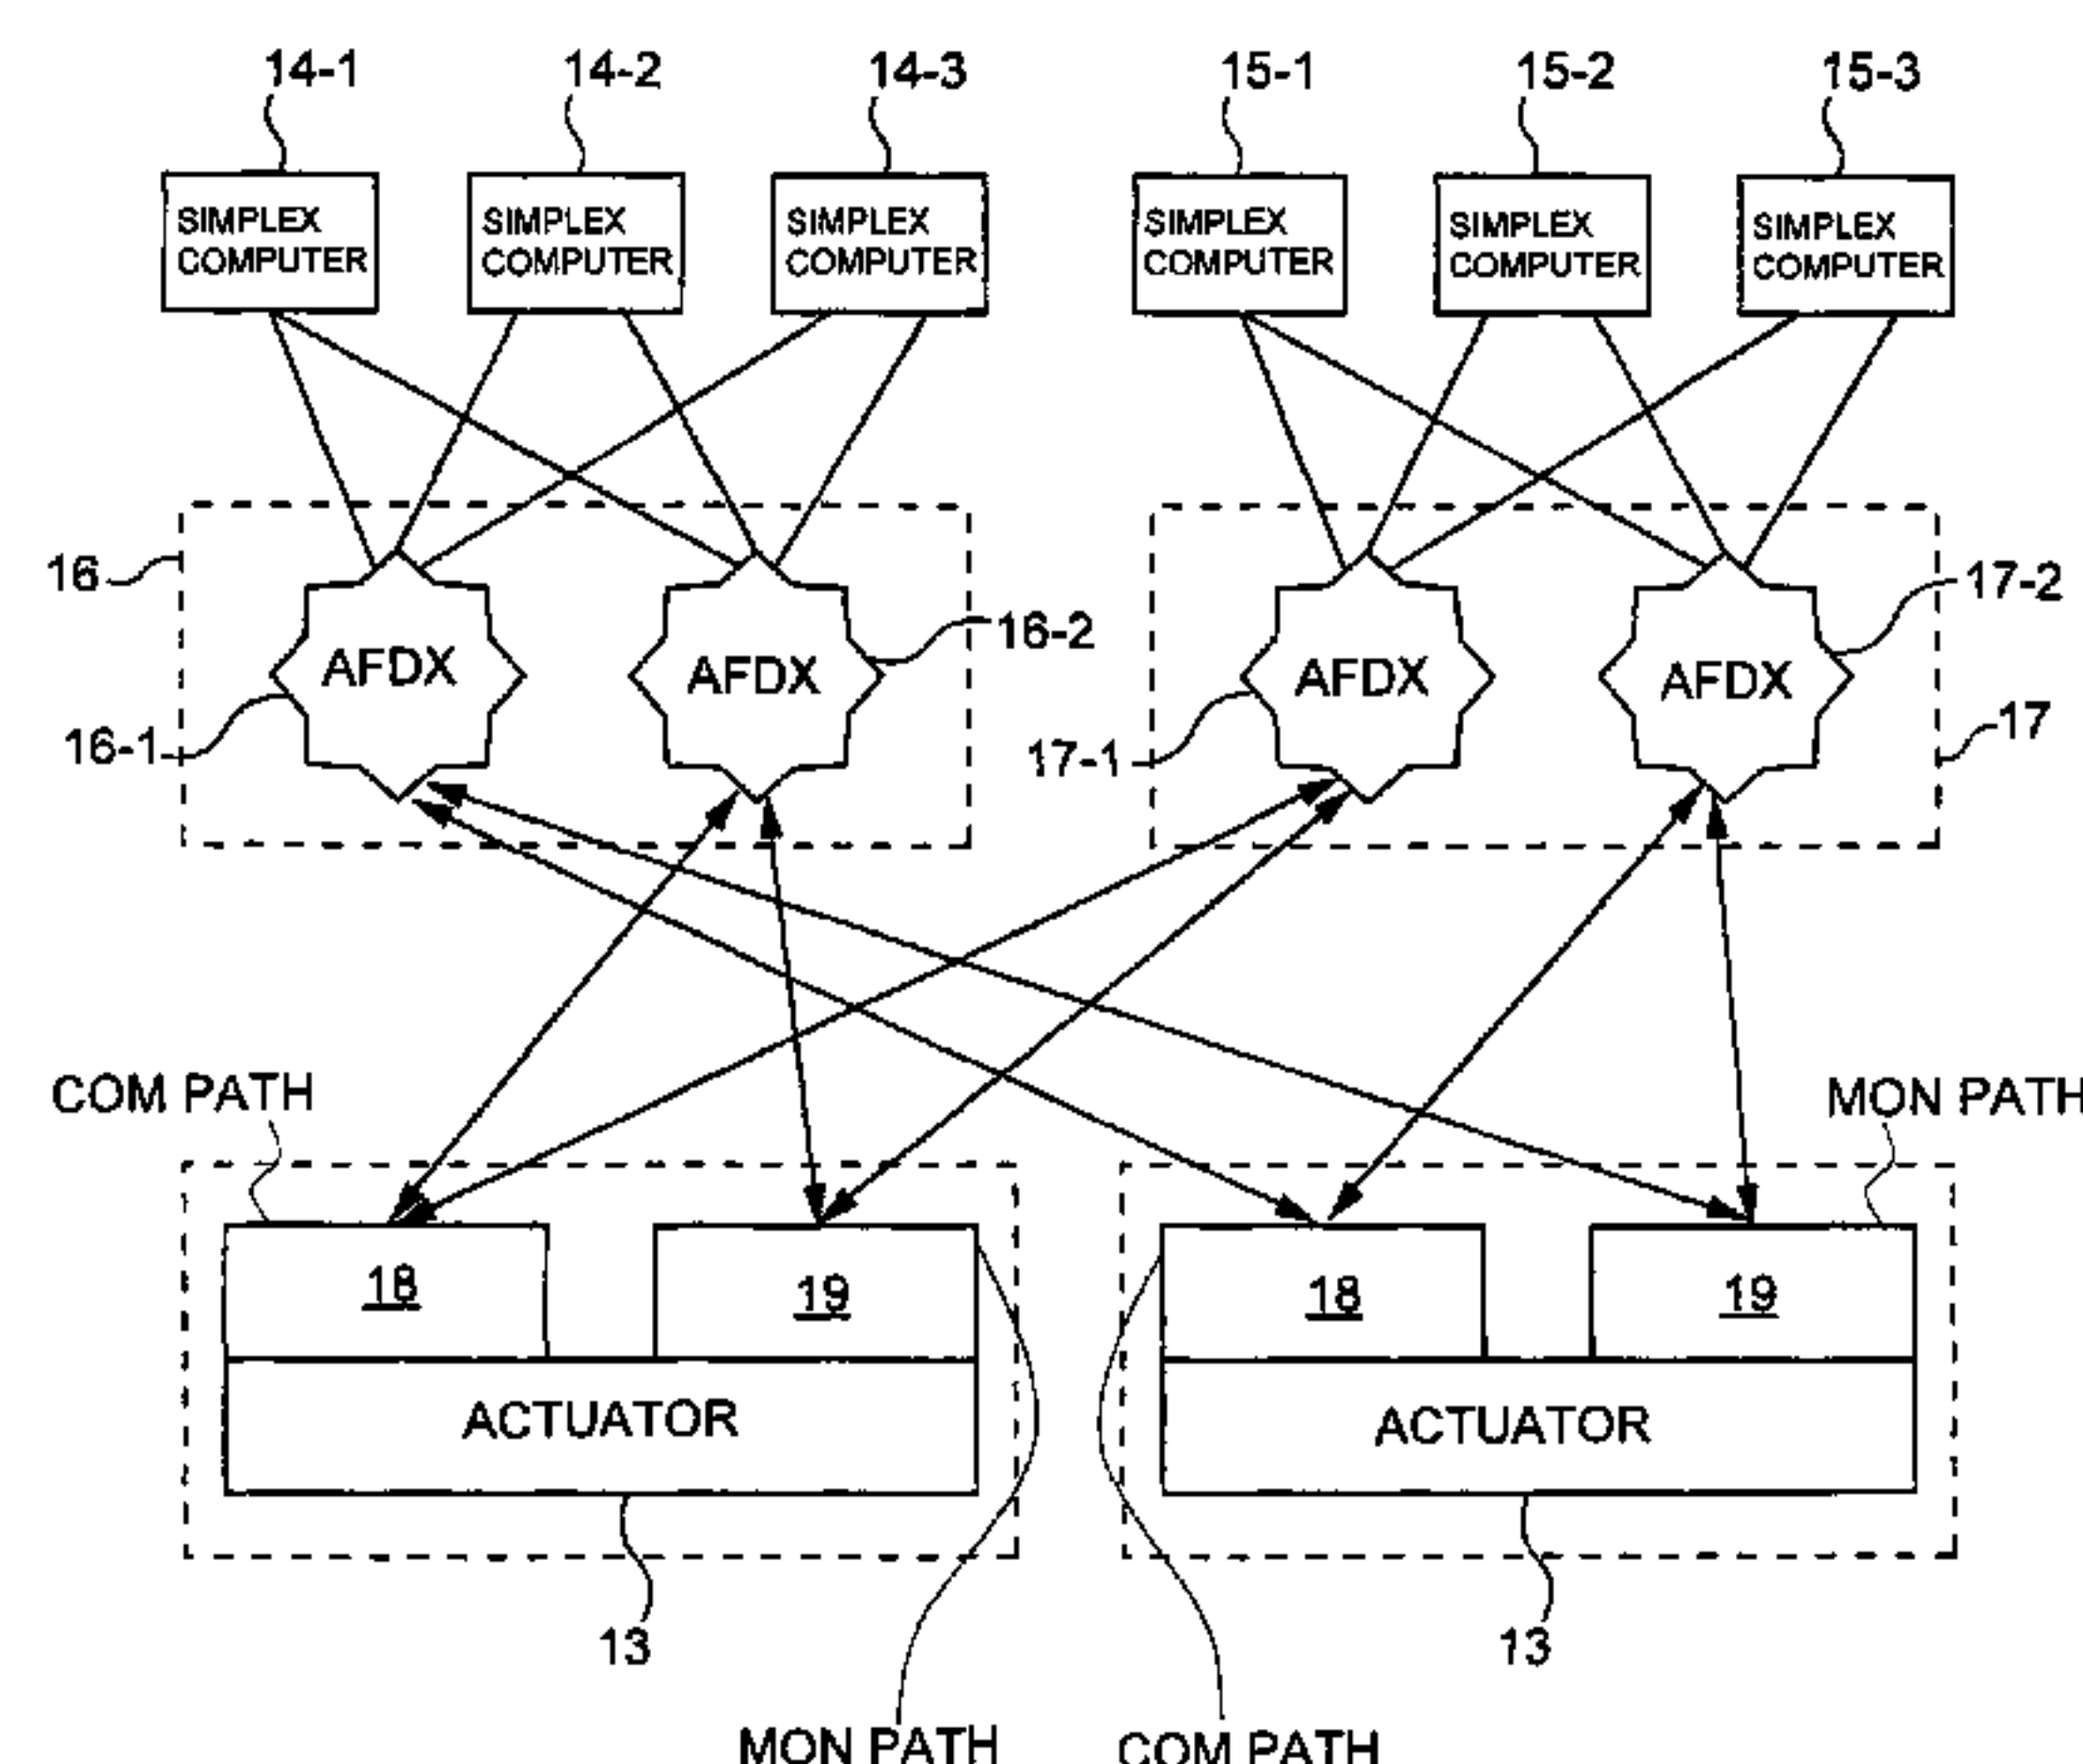 14-1
14-2
14-3
15-1
15-2
15-3
SIMPLEX
COMPUTER
SIMPLEX
COMPUTER
SIMPLEX
COMPUTER
SIMPLEX
COMPUTER
SIMPLEX
COMPUTER
SIMPLEX
COMPUTER
16
AFDX
16-1
AFDX
16-2
AFDX
17-1
AFDX
17-2
17
COM PATH
MON PATH
18
19
ACTUATOR
13
18
19
ACTUATOR
13
MON PATH
COM PATH